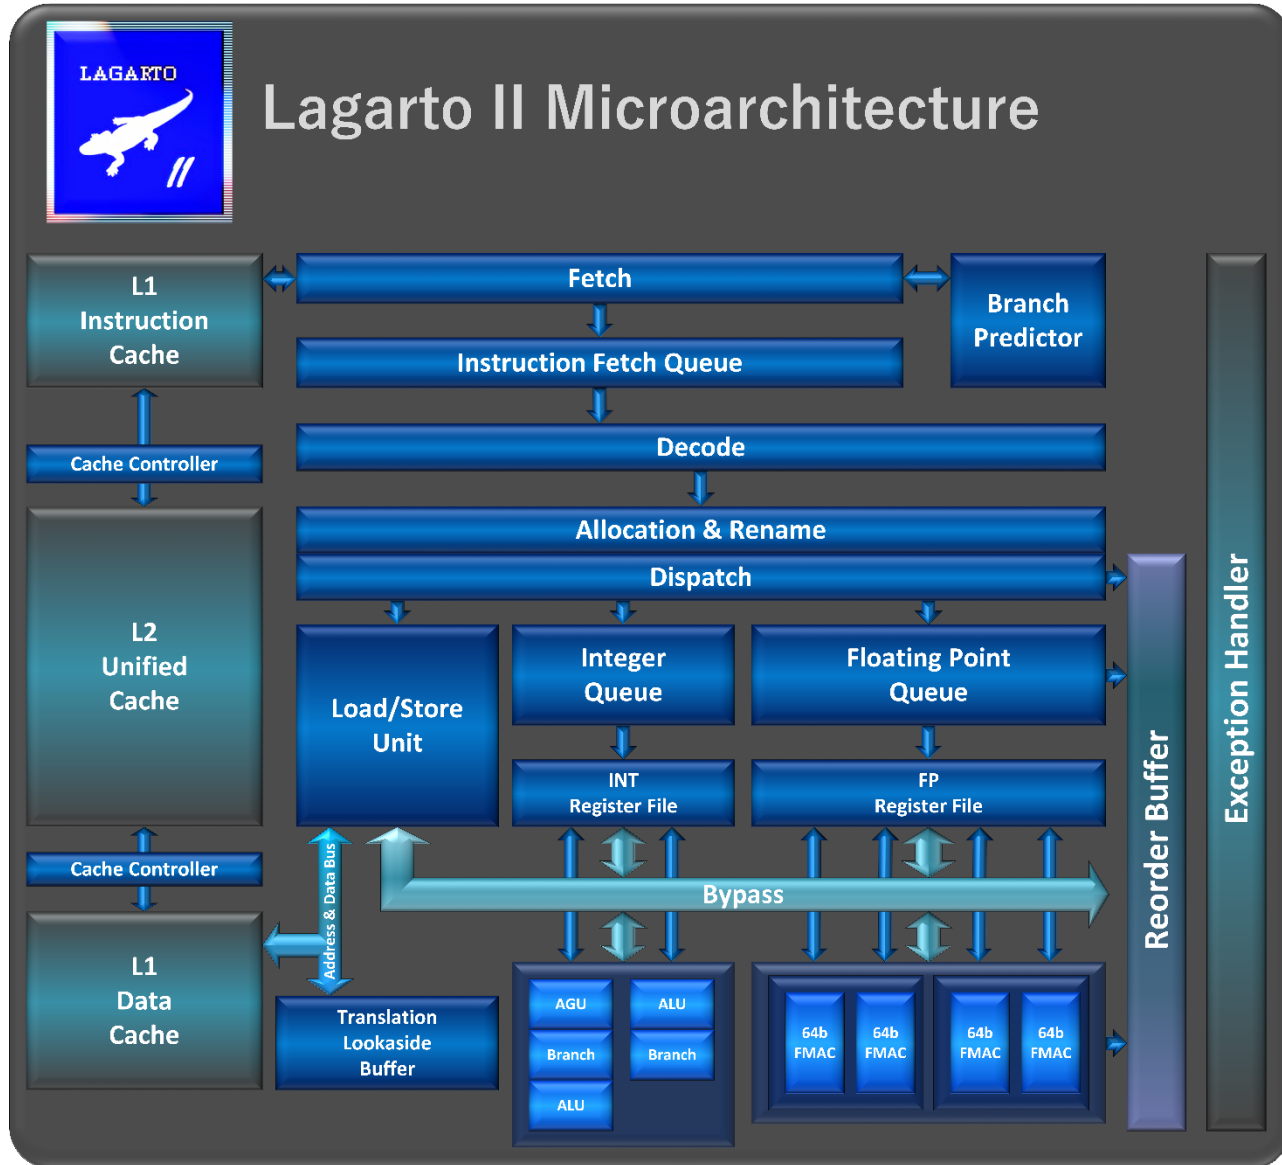 LAGARTO
II
Lagarto II Microarchitecture
L1
Instruction
Cache
Fetch
Branch
Predictor
Instruction Fetch Queue
Decode
Cache Controller
Allocation & Rename
Dispatch
L2
Unified
Cache
Load/Store
Unit
Integer
Queue
Floating Point
Queue
INT
Register File
FP
Register File
Cache Controller
Address & Data Bus
Bypass
L1
Data
Cache
Translation
Lookaside
Buffer
AGU
Branch
ALU
ALU
Branch
64b
FMAC
64b
FMAC
64b
FMAC
64b
FMAC
Reorder Buffer
Exception Handler